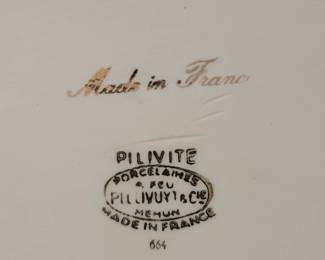 Made in Franc
PILIVITE
PORCELAINES
A FEU
PILLIVUYT & CIE
MEHUN
MADE IN FRANCE
664